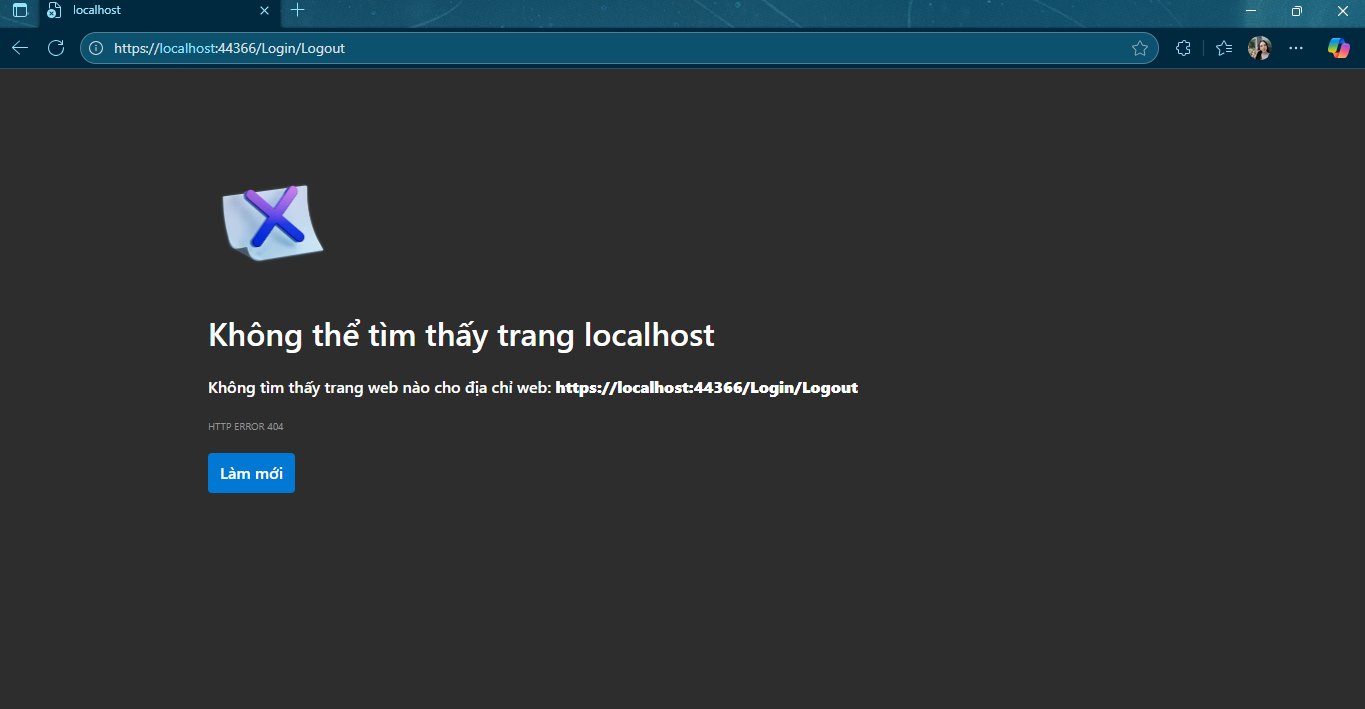 localhost
https://localhost:44366/Login/Logout
Không thể tìm thấy trang localhost
Không tìm thấy trang web nào cho địa chỉ web: https://localhost:44366/Login/Logout
HTTP ERROR 404
Làm mới